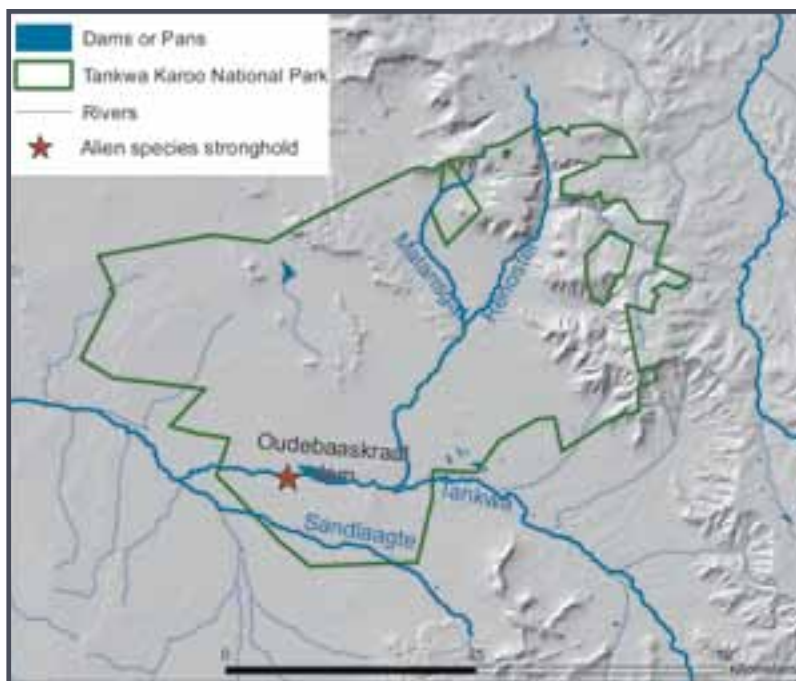 Dams or Pans
Tankwa Karoo National Park
Rivers
Alien species stronghold
Oudebaaskraal
Tankwa
Sandlaagte
0